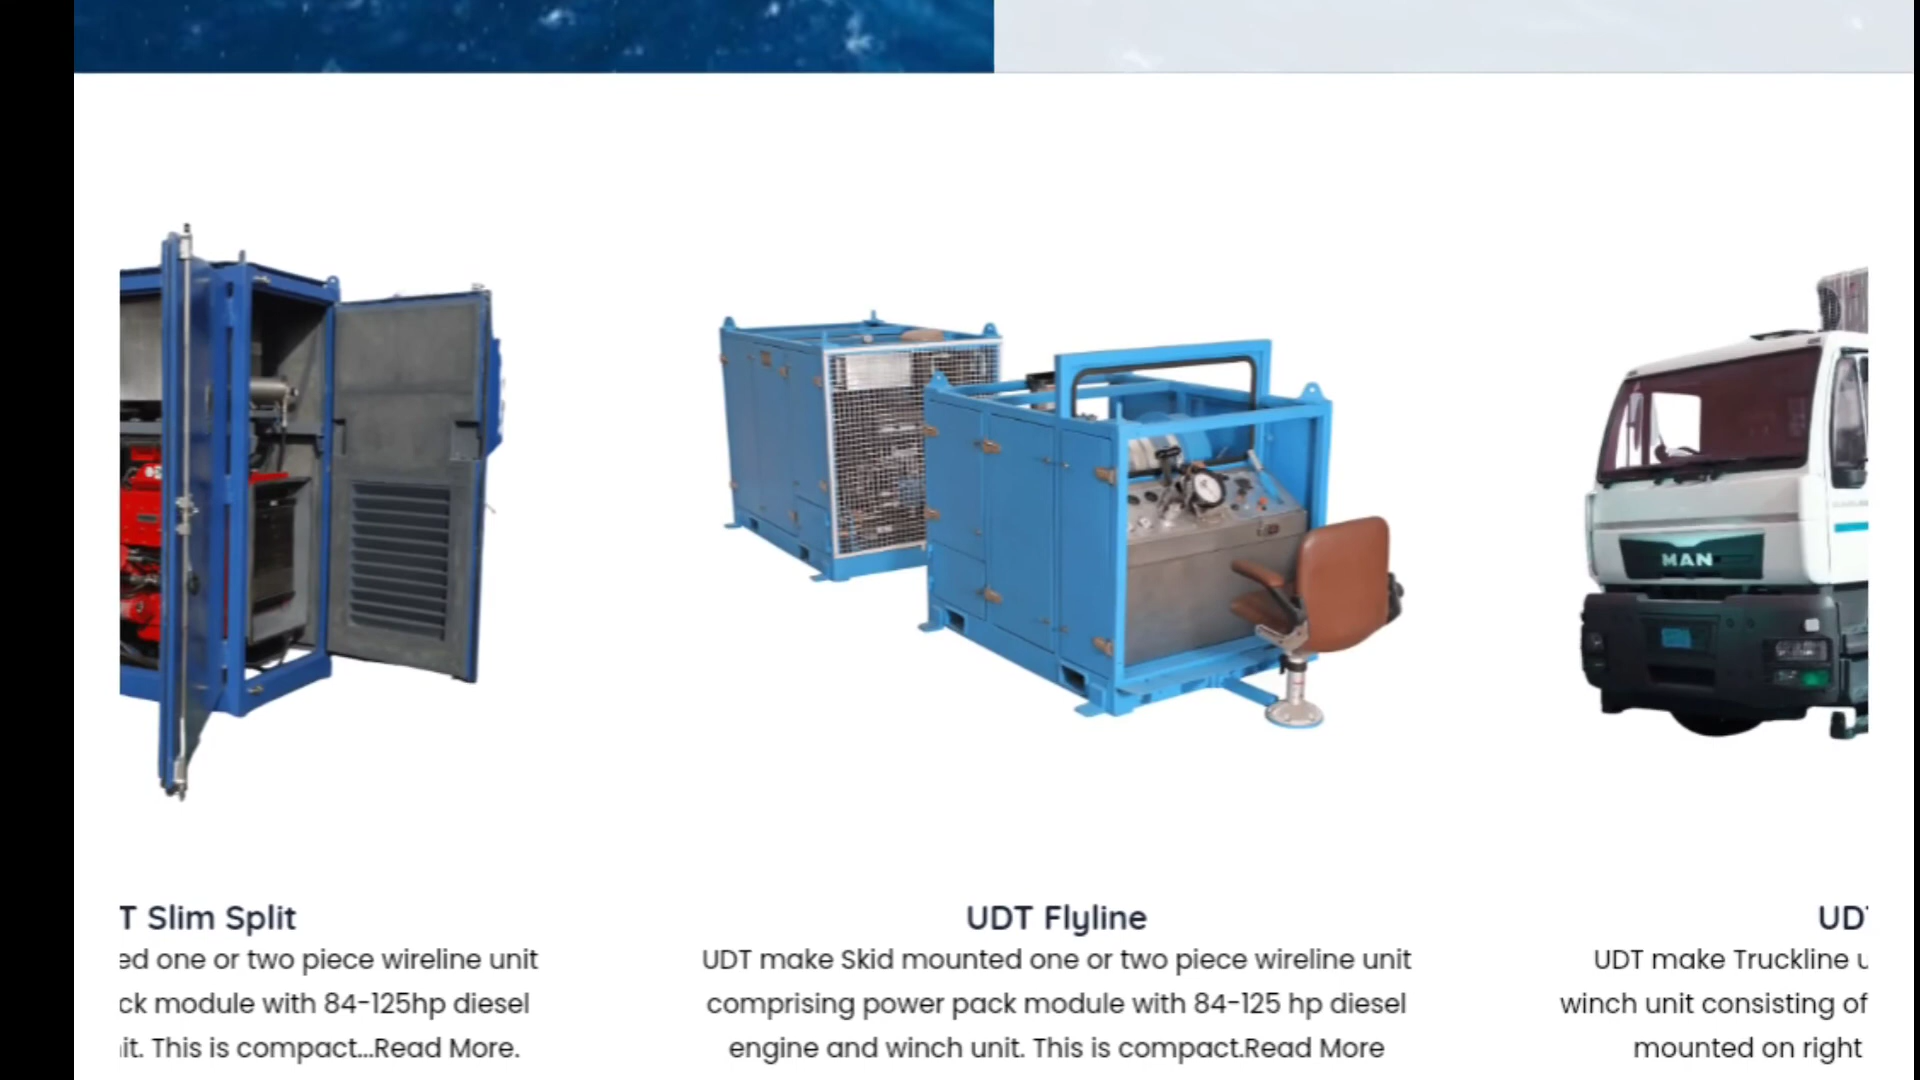 MAN
T Slim Split
ed one or two piece wireline unit
ck module with 84-125hp diesel
it. This is compact...Read More.
UDT Flyline
UDT make Skid mounted one or two piece wireline unit
comprising power pack module with 84-125 hp diesel
engine and winch unit. This is compact.Read More
UDT
UDT make Truckline u
winch unit consisting of
mounted on right